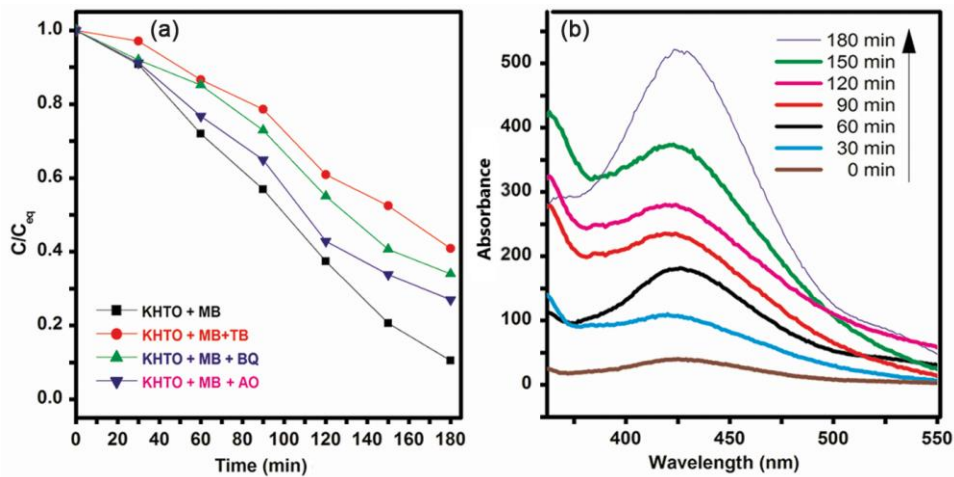 (a)
1.0
0.8
0.6
0.4
0.2
0.0
C/C_eq
KHTO + MB
KHTO + MB+TB
KHTO + MB + BQ
KHTO + MB + AO
0 20 40 60 80 100 120 140 160 180
Time (min)
(b)
500
400
300
200
100
0
Absorbance
180 min
150 min
120 min
90 min
60 min
30 min
0 min
400 450 500 550
Wavelength (nm)